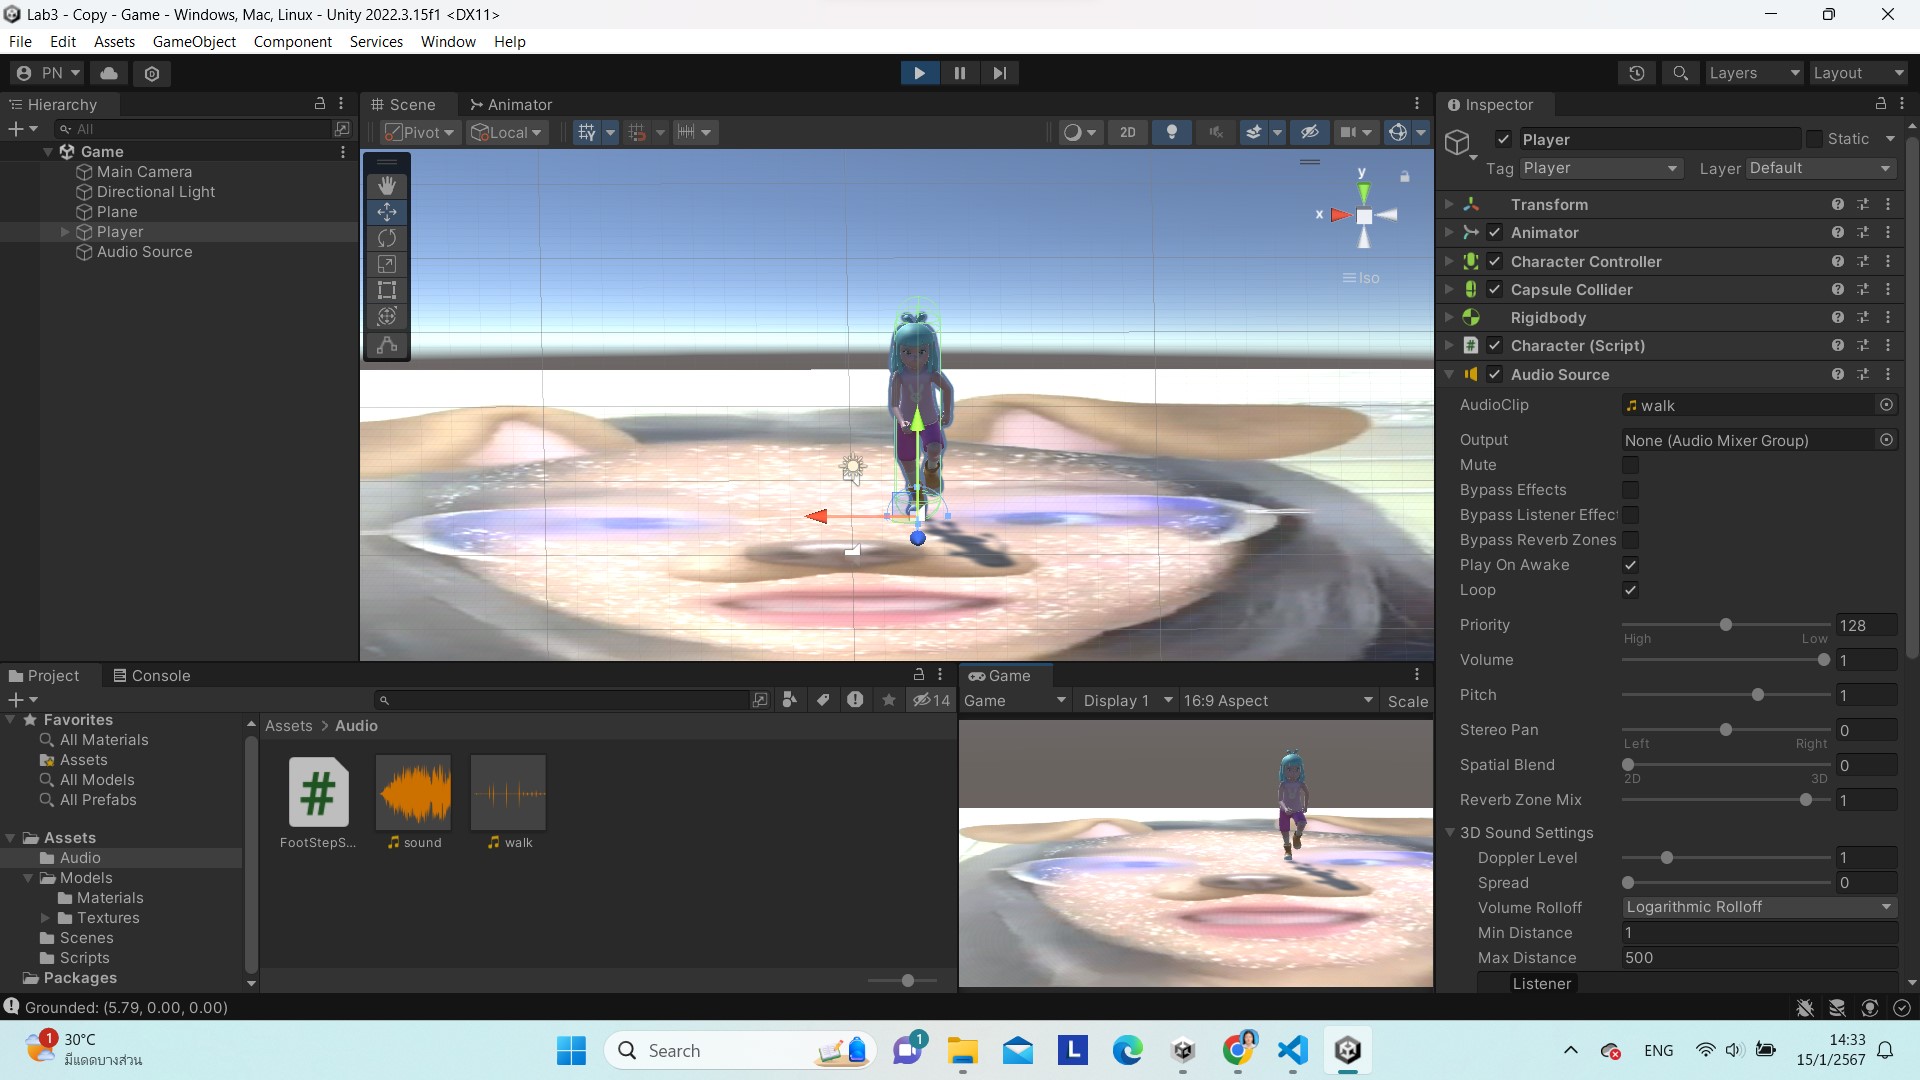 Lab3 - Copy - Game - Windows, Mac, Linux - Unity 2022.3.15f1 <DX11>
File Edit Assets GameObject Component Services Window Help
PN Layers Layout
Hierarchy
All
Game
Main Camera
Directional Light
Plane
Player
Audio Source
Scene Animator
Pivot Local 2D
y
x
Iso
Inspector
Player Static
Tag Player Layer Default
Transform
Animator
Character Controller
Capsule Collider
Rigidbody
Character (Script)
Audio Source
AudioClip walk
Output None (Audio Mixer Group)
Mute
Bypass Effects
Bypass Listener Effect
Bypass Reverb Zones
Play On Awake
Loop
Priority 128
High Low
Volume 1
Pitch 1
Stereo Pan 0
Left Right
Spatial Blend 0
2D 3D
Reverb Zone Mix 1
3D Sound Settings
Doppler Level 1
Spread 0
Volume Rolloff Logarithmic Rolloff
Min Distance 1
Max Distance 500
Listener
Project Console
14
Favorites
All Materials
Assets
All Models
All Prefabs
Assets
Audio
Models
Materials
Textures
Scenes
Scripts
Packages
Assets > Audio
FootStepS... sound walk
Game
Game Display 1 16:9 Aspect Scale
Grounded: (5.79, 0.00, 0.00)
1
30°C
มีแดดบางส่วน
Search
1
L
ENG
14:33
15/1/2567